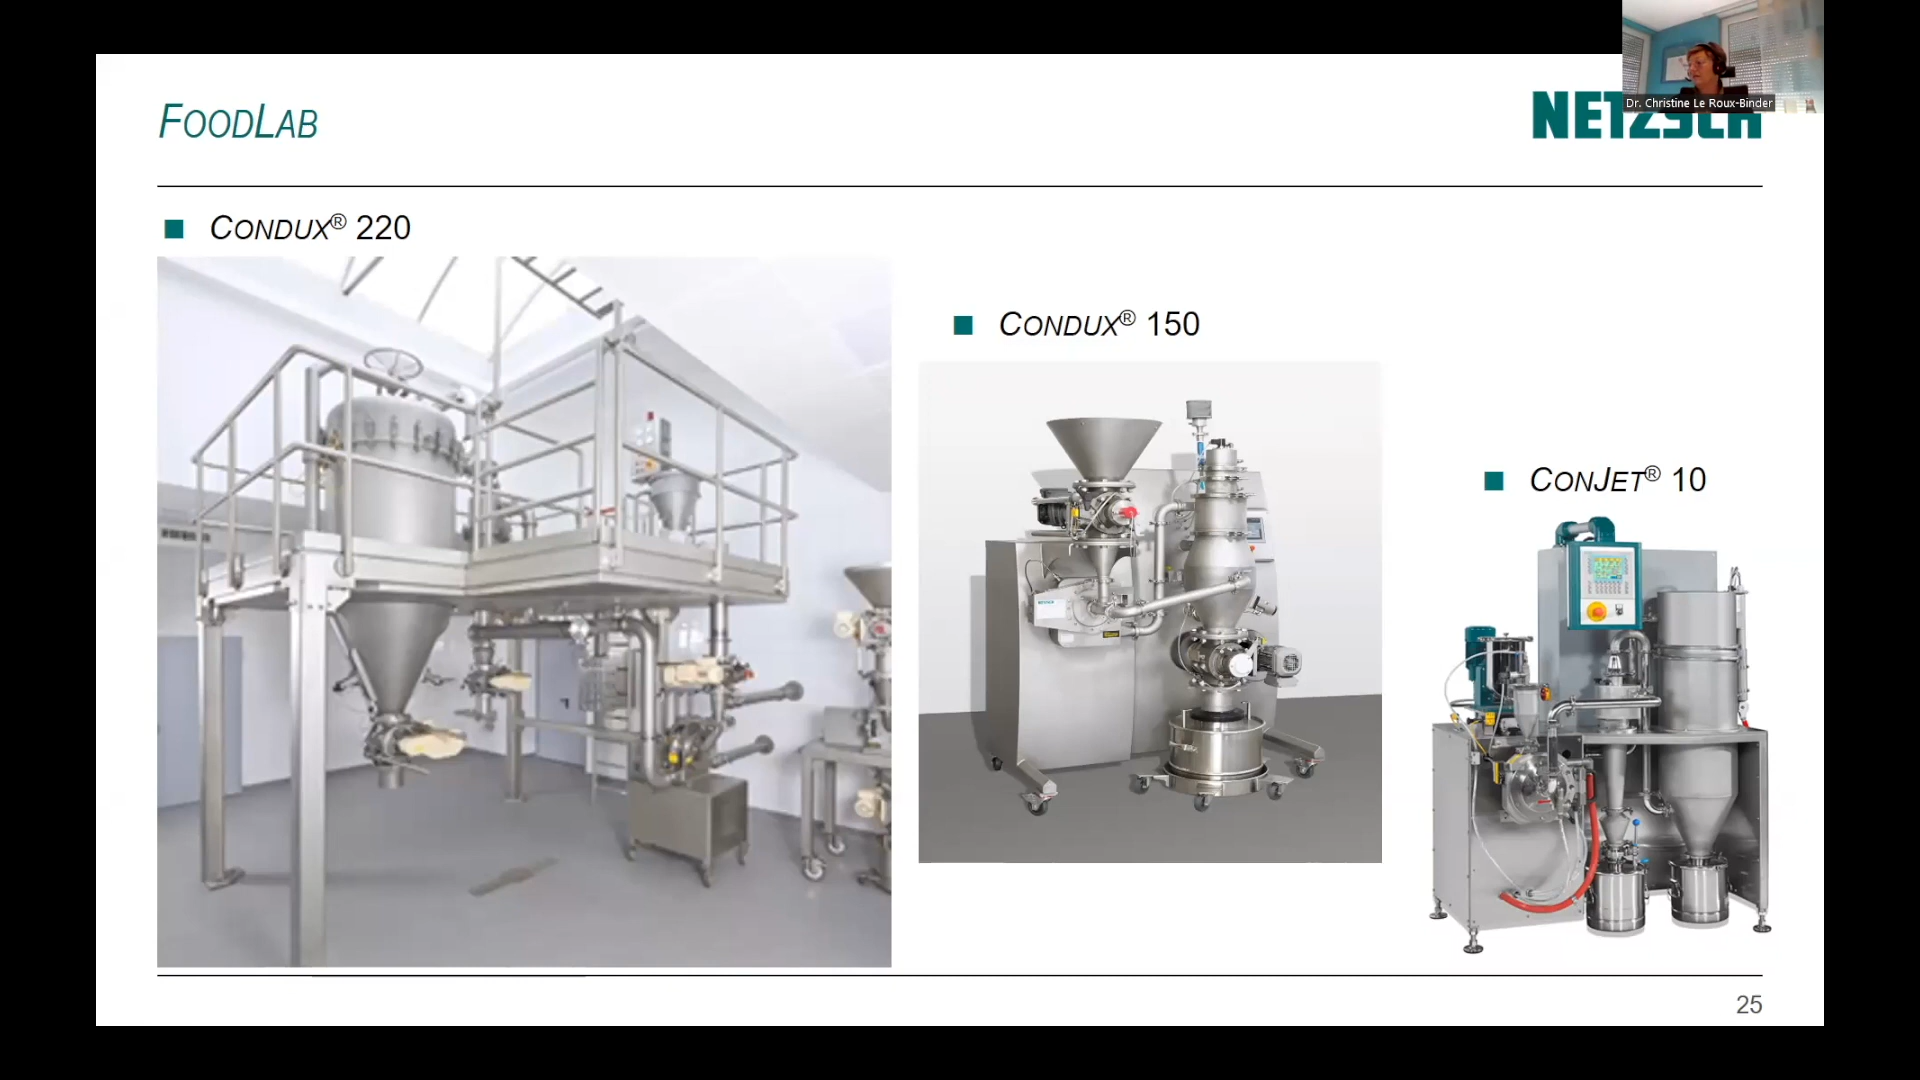 FOODLAB
NETZSCH
Dr. Christine Le Roux-Binder
CONDUX® 220
CONDUX® 150
CONJET® 10
25